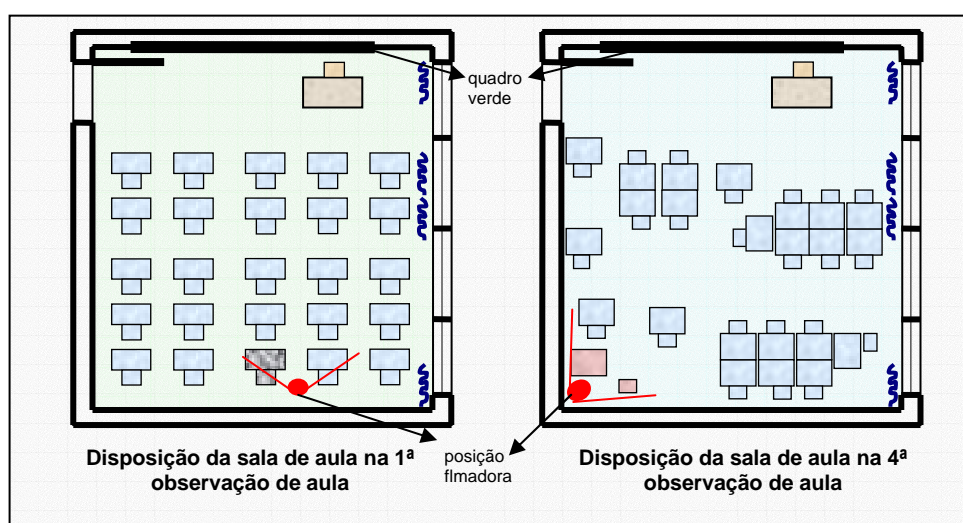 quadro
verde
posição
flmadora
Disposição da sala de aula na 1ª
observação de aula
Disposição da sala de aula na 4ª
observação de aula